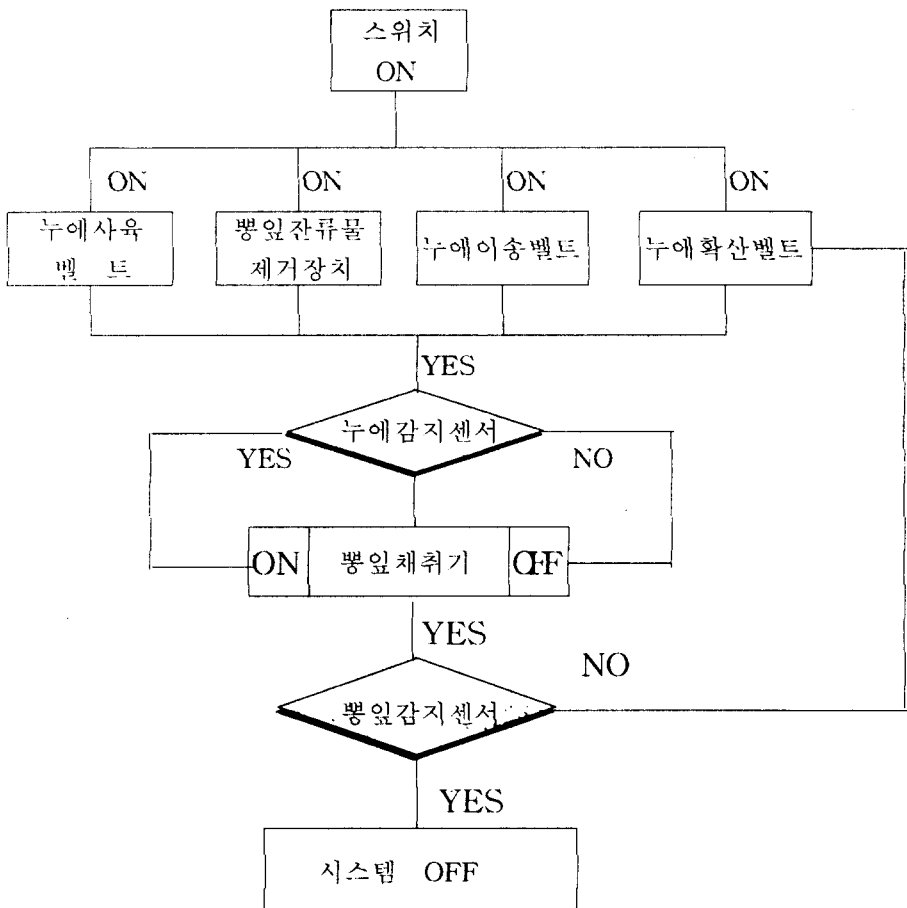 스위치
ON
ON
ON
ON
ON
누에사육
벨 트
뽕잎잔류물
제거장치
누에이송벨트
누에확산벨트
YES
누에감지센서
YES
NO
ON
뽕잎채취기
OFF
YES
NO
뽕잎감지센서
YES
시스템 OFF